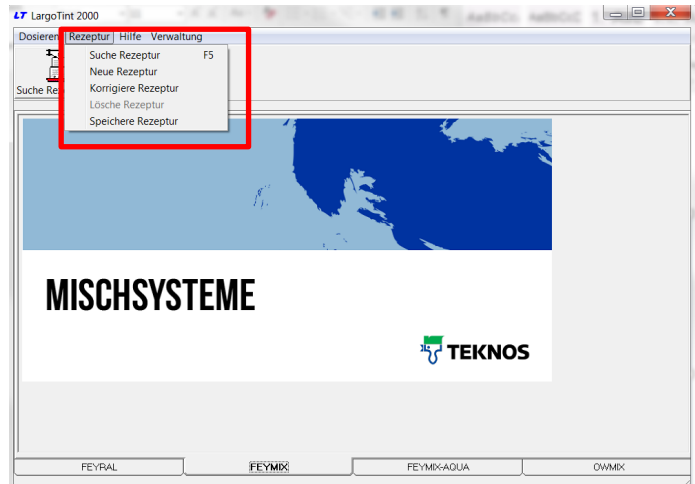 LT LargoTint 2000
Dosieren Rezeptur Hilfe Verwaltung
Suche Rezeptur F5
Neue Rezeptur
Korrigiere Rezeptur
Lösche Rezeptur
Speichere Rezeptur
Suche Rez
MISCHSYSTEME
TEKNOS
FEYRAL FEYMIX FEYMIX-AQUA OWMIX